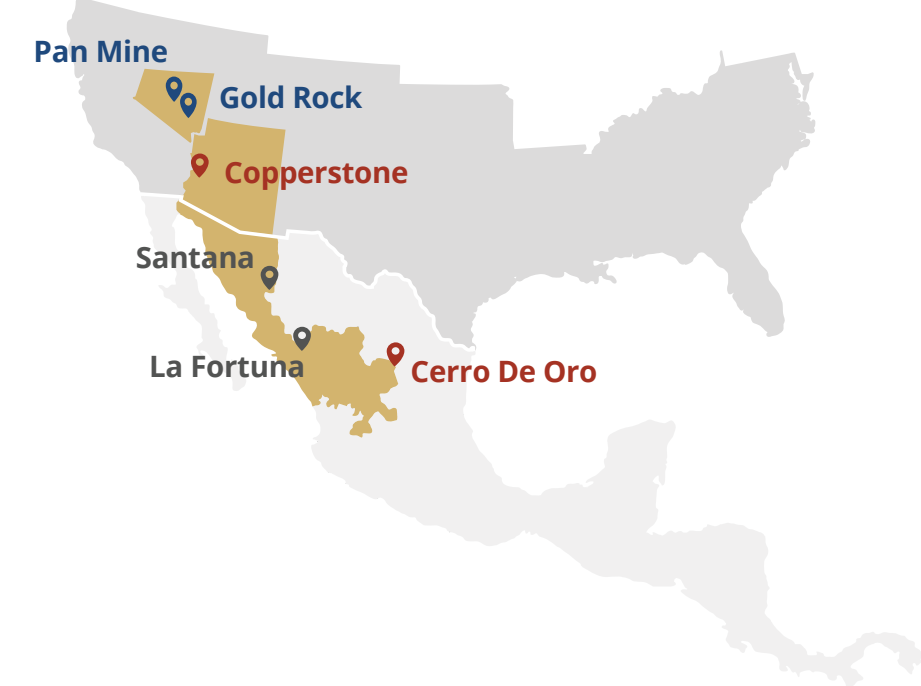 Pan Mine
Gold Rock
Copperstone
Santana
La Fortuna
Cerro De Oro